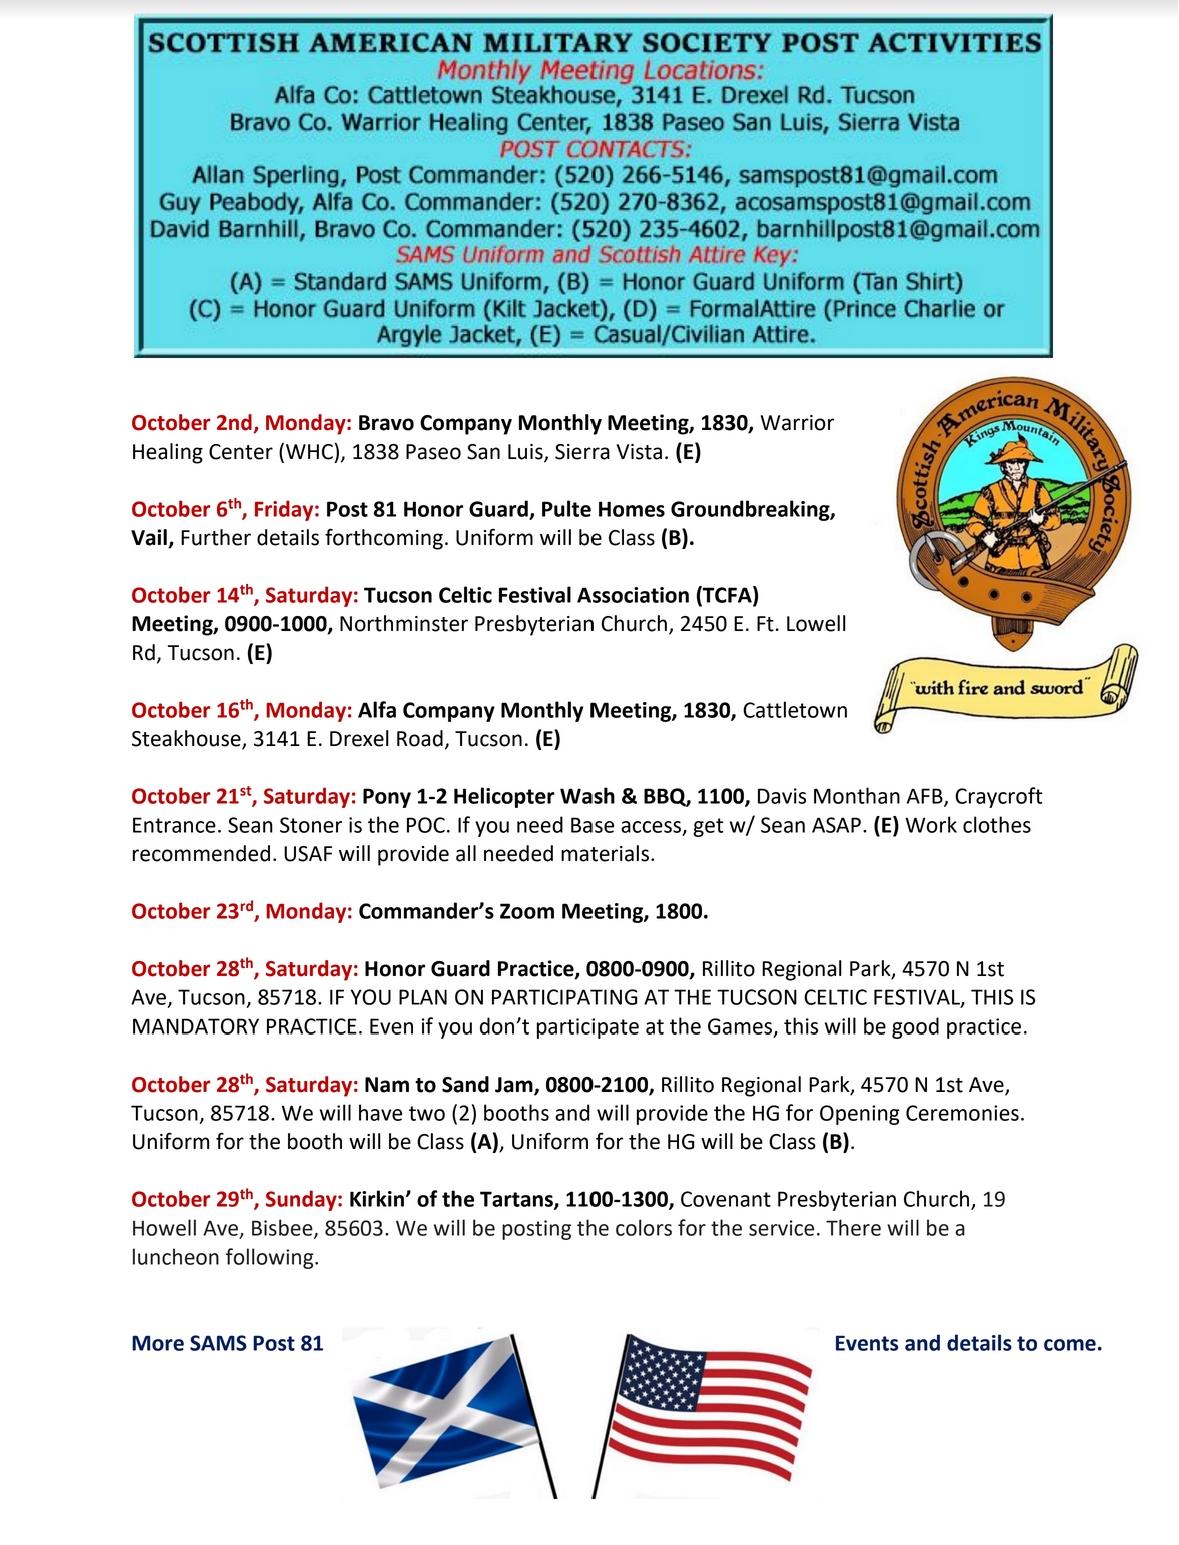 SCOTTISH AMERICAN MILITARY SOCIETY POST ACTIVITIES
Monthly Meeting Locations:
Alfa Co: Cattletown Steakhouse, 3141 E. Drexel Rd. Tucson
Bravo Co. Warrior Healing Center, 1838 Paseo San Luis, Sierra Vista
POST CONTACTS:
Allan Sperling, Post Commander: (520) 266-5146, samspost81@gmail.com
Guy Peabody, Alfa Co. Commander: (520) 270-8362, acosamspost81@gmail.com
David Barnhill, Bravo Co. Commander: (520) 235-4602, barnhillpost81@gmail.com
SAMS Uniform and Scottish Attire Key:
(A) = Standard SAMS Uniform, (B) = Honor Guard Uniform (Tan Shirt)
(C) = Honor Guard Uniform (Kilt Jacket), (D) = FormalAttire (Prince Charlie or
Argyle Jacket, (E) = Casual/Civilian Attire.
October 2nd, Monday: Bravo Company Monthly Meeting, 1830, Warrior
Healing Center (WHC), 1838 Paseo San Luis, Sierra Vista. (E)
October 6th, Friday: Post 81 Honor Guard, Pulte Homes Groundbreaking,
Vail, Further details forthcoming. Uniform will be Class (B).
October 14th, Saturday: Tucson Celtic Festival Association (TCFA)
Meeting, 0900-1000, Northminster Presbyterian Church, 2450 E. Ft. Lowell
Rd, Tucson. (E)
October 16th, Monday: Alfa Company Monthly Meeting, 1830, Cattletown
Steakhouse, 3141 E. Drexel Road, Tucson. (E)
Scottish American Military Society
Kings Mountain
"with fire and sword"
October 21st, Saturday: Pony 1-2 Helicopter Wash & BBQ, 1100, Davis Monthan AFB, Craycroft
Entrance. Sean Stoner is the POC. If you need Base access, get w/ Sean ASAP. (E) Work clothes
recommended. USAF will provide all needed materials.
October 23rd, Monday: Commander's Zoom Meeting, 1800.
October 28th, Saturday: Honor Guard Practice, 0800-0900, Rillito Regional Park, 4570 N 1st
Ave, Tucson, 85718. IF YOU PLAN ON PARTICIPATING AT THE TUCSON CELTIC FESTIVAL, THIS IS
MANDATORY PRACTICE. Even if you don't participate at the Games, this will be good practice.
October 28th, Saturday: Nam to Sand Jam, 0800-2100, Rillito Regional Park, 4570 N 1st Ave,
Tucson, 85718. We will have two (2) booths and will provide the HG for Opening Ceremonies.
Uniform for the booth will be Class (A), Uniform for the HG will be Class (B).
October 29th, Sunday: Kirkin' of the Tartans, 1100-1300, Covenant Presbyterian Church, 19
Howell Ave, Bisbee, 85603. We will be posting the colors for the service. There will be a
luncheon following.
More SAMS Post 81
Events and details to come.